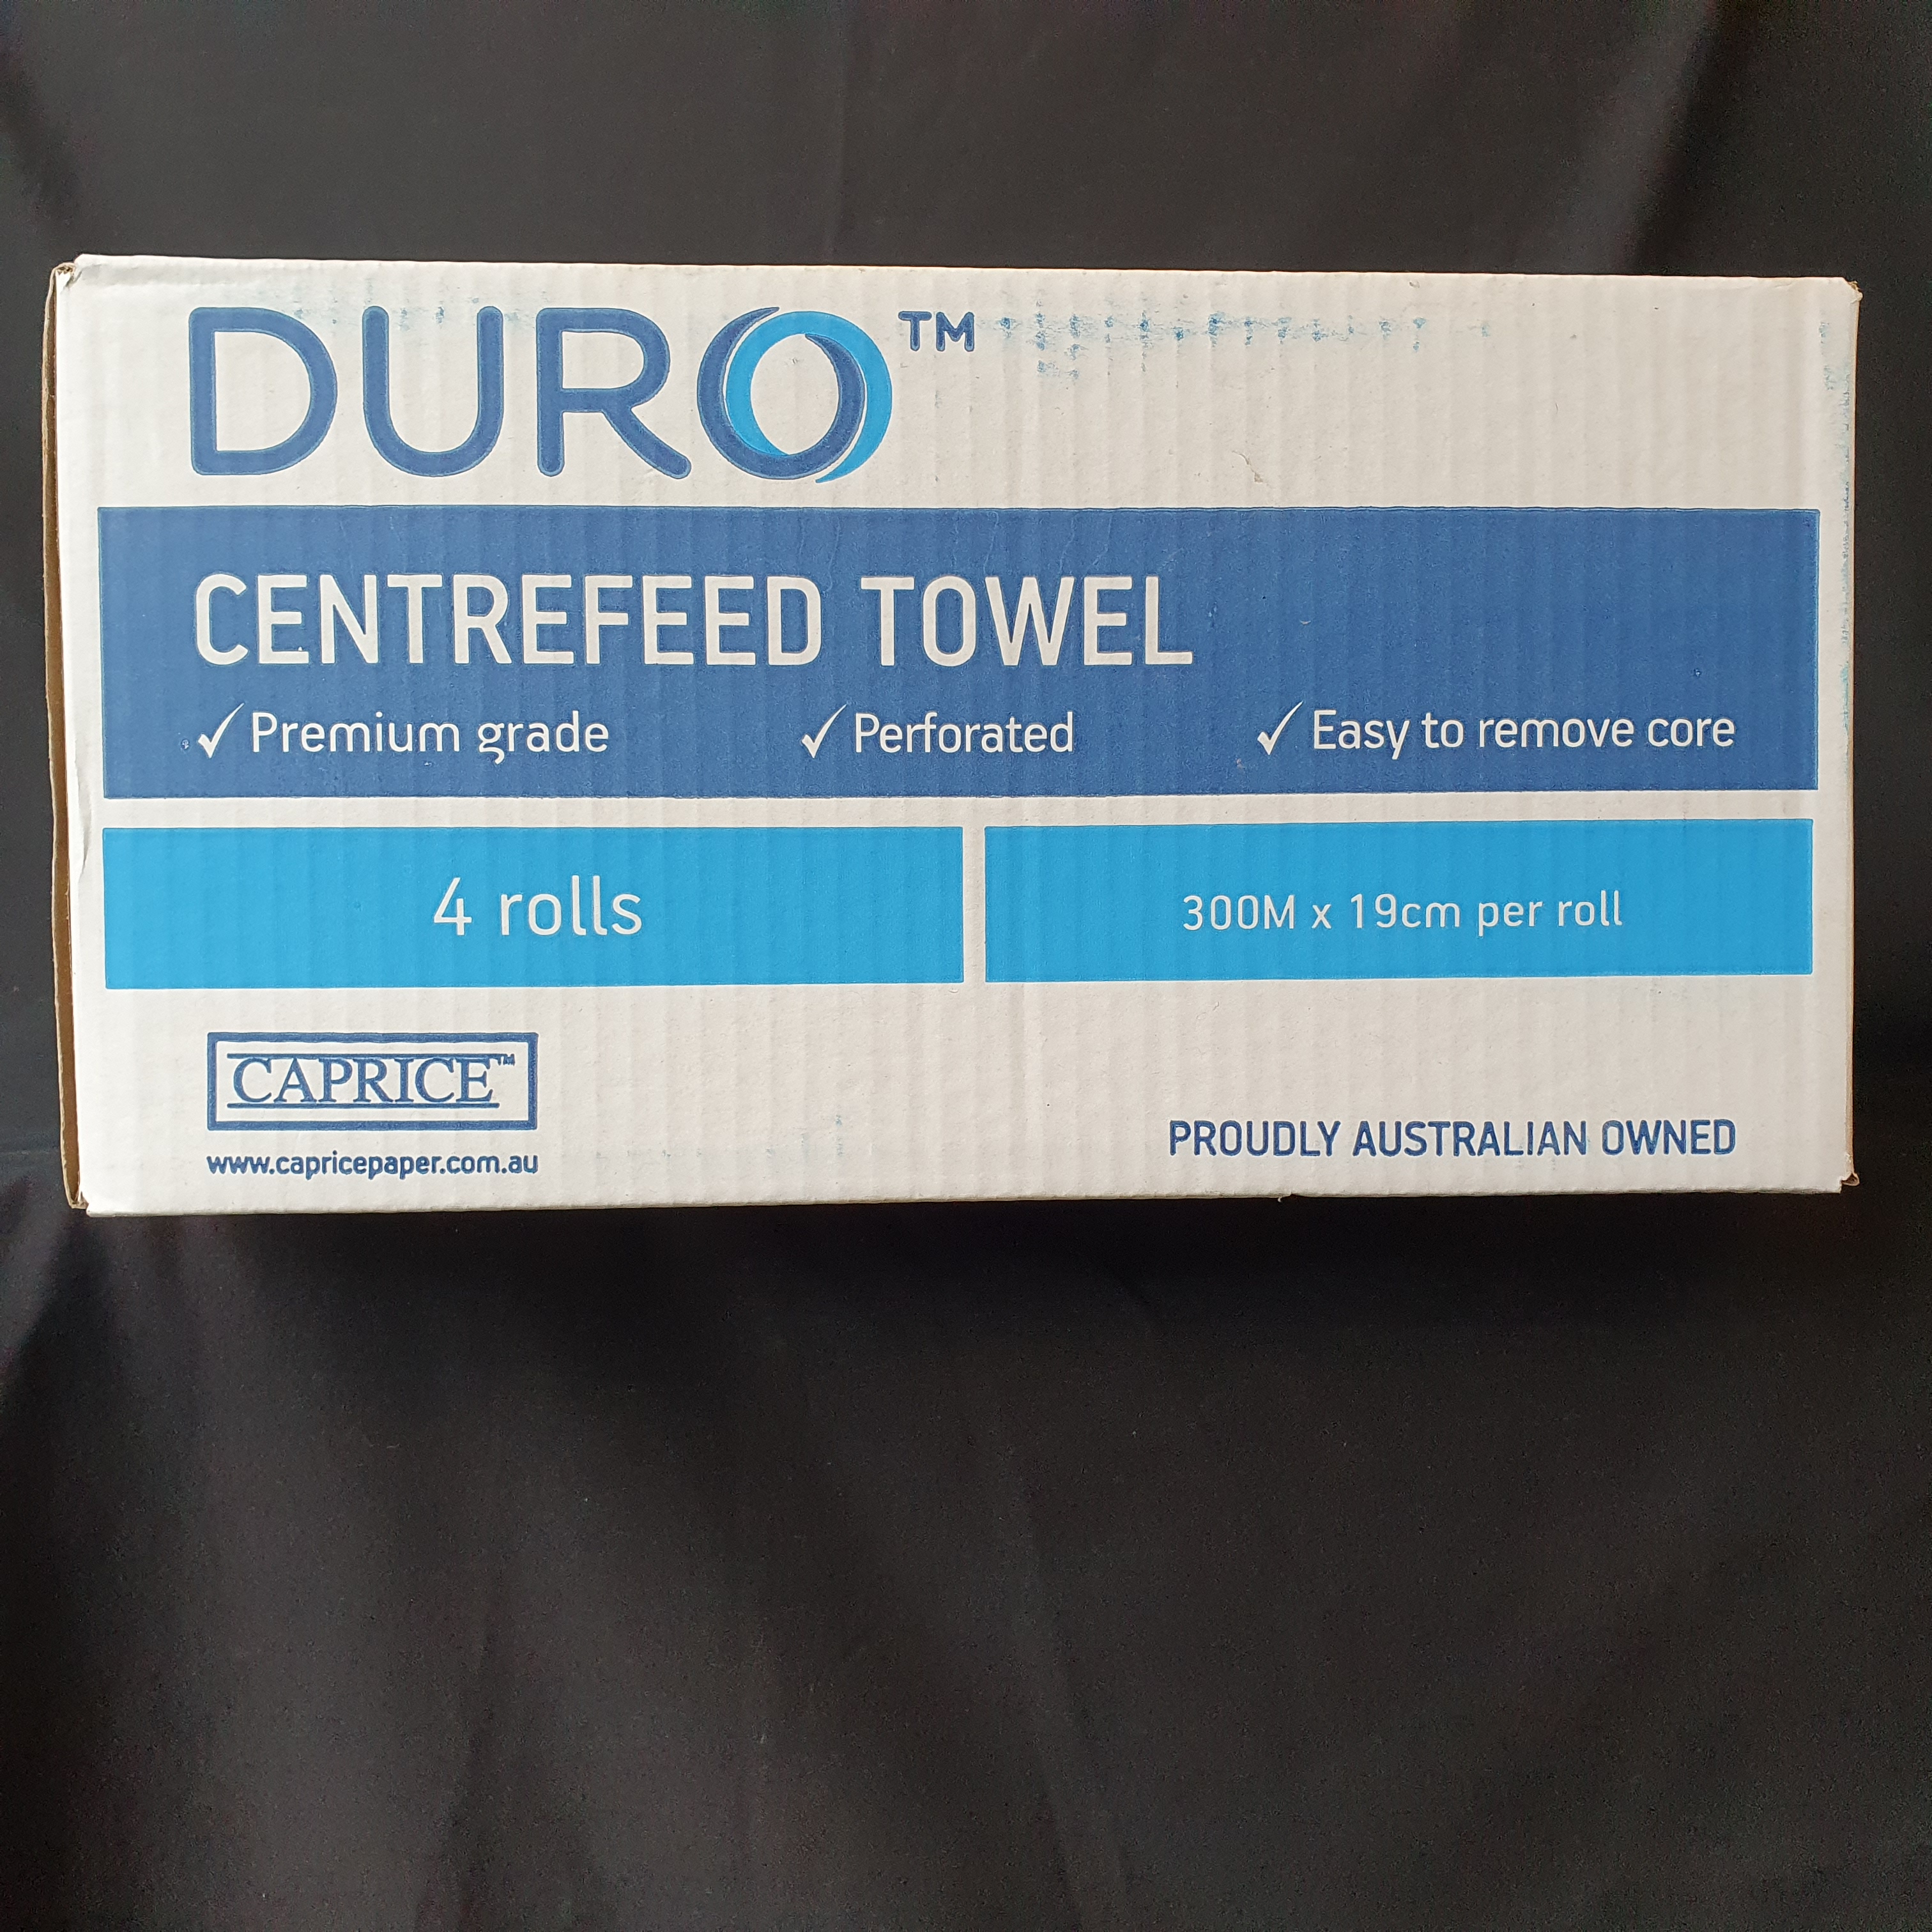 DURO™
CENTREFEED TOWEL
✓ Premium grade ✓ Perforated ✓ Easy to remove core
4 rolls 300M x 19cm per roll
CAPRICE™
www.capricepaper.com.au
PROUDLY AUSTRALIAN OWNED